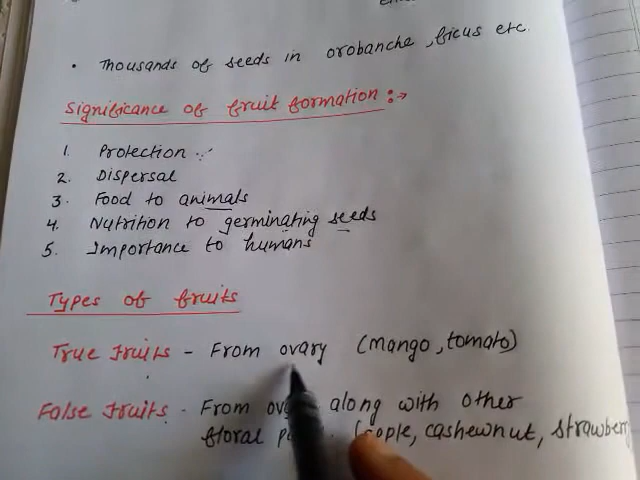 • Thousands of seeds in orobanche, ficus etc.
Significance of fruit formation :→
1. Protection
2. Dispersal
3. Food to animals
4. Nutrition to germinating seeds
5. Importance to humans
Types of fruits
True fruits - From ovary (mango, tomato)
False fruits - From along with other
floral cashewnut,